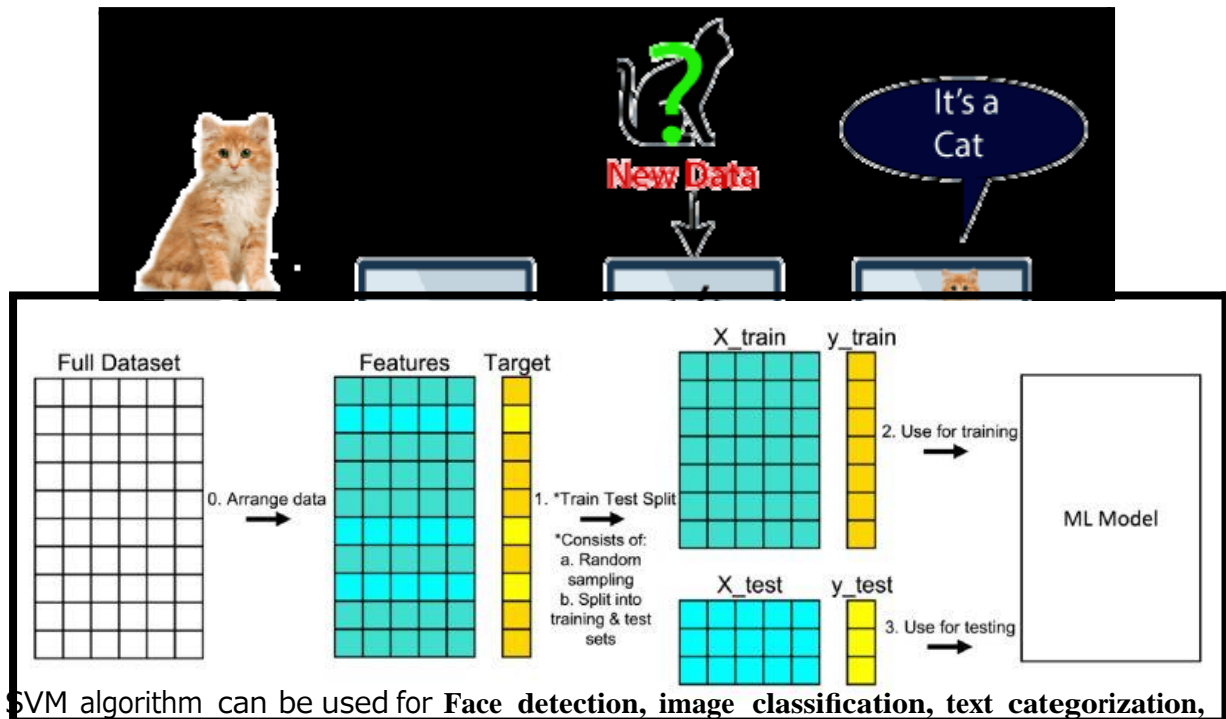 It's a
Cat
New Data
Full Dataset
Features
Target
X_train
y_train
0. Arrange data
1. *Train Test Split
*Consists of:
a. Random
sampling
b. Split into
training & test
sets
2. Use for training
ML Model
X_test
y_test
3. Use for testing
SVM algorithm can be used for Face detection, image classification, text categorization,